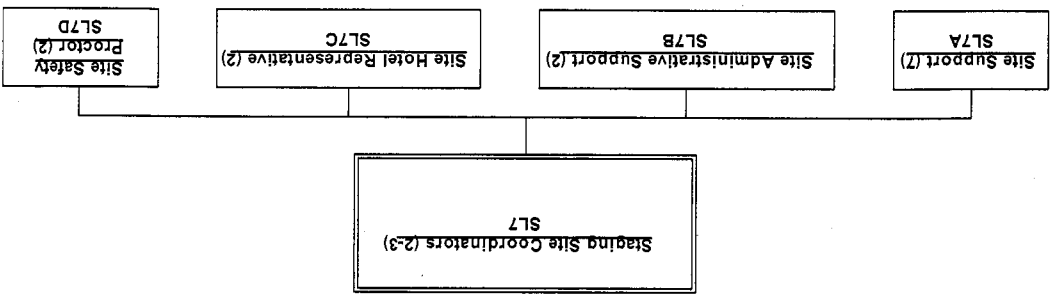 Staging Site Coordinators (2-3)
SL7
Site Support (7)
SL7A
Site Administrative Support (2)
SL7B
Site Hotel Representative (2)
SL7C
Site Safety
Proctor (2)
SL7D